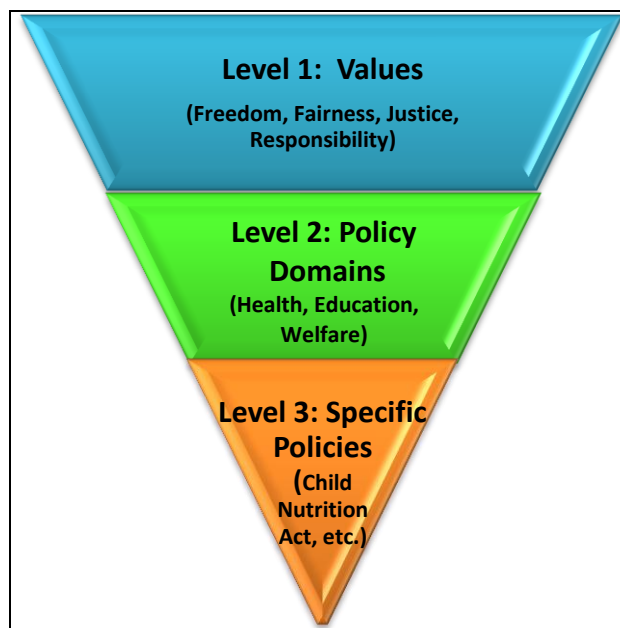 Level 1:  Values
(Freedom, Fairness, Justice,
Responsibility)
Level 2: Policy
Domains
(Health, Education,
Welfare)
Level 3: Specific
Policies
(Child
Nutrition
Act, etc.)